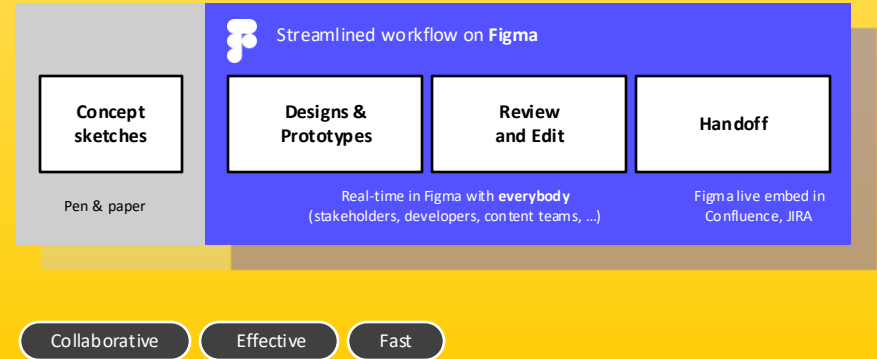 Streamlined workflow on Figma
Concept
sketches
Designs &
Prototypes
Review
and Edit
Handoff
Pen & paper
Real-time in Figma with everybody
(stakeholders, developers, content teams, …)
Figma live embed in
Confluence, JIRA
Collaborative
Effective
Fast